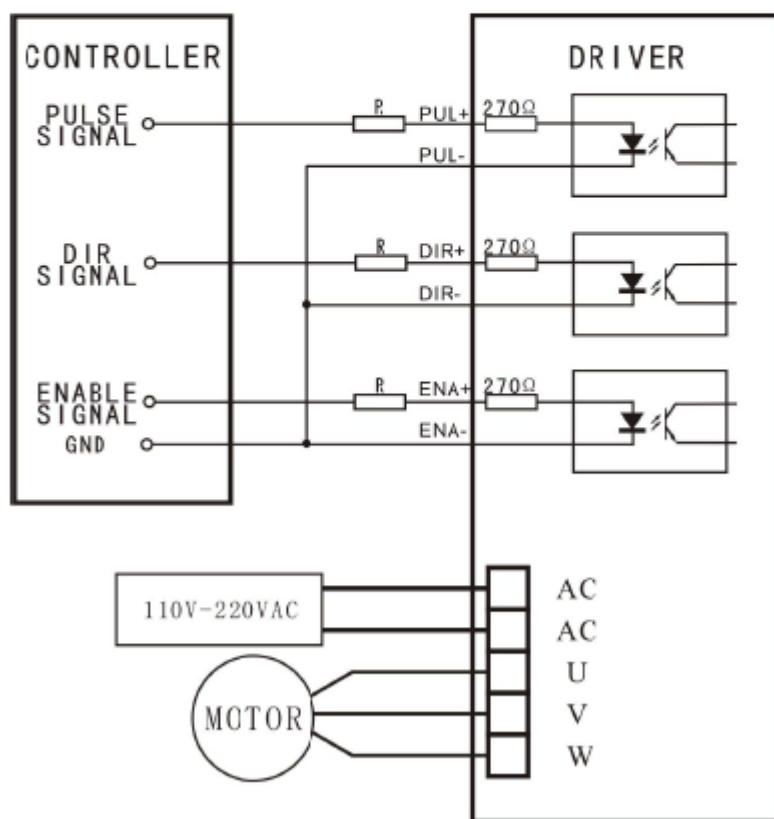 CONTROLLER
DRIVER
PULSE SIGNAL
R
PUL+
270Ω
PUL-
DIR SIGNAL
R
DIR+
270Ω
DIR-
ENABLE SIGNAL
R
ENA+
270Ω
GND
ENA-
110V-220VAC
AC
AC
U
MOTOR
V
W